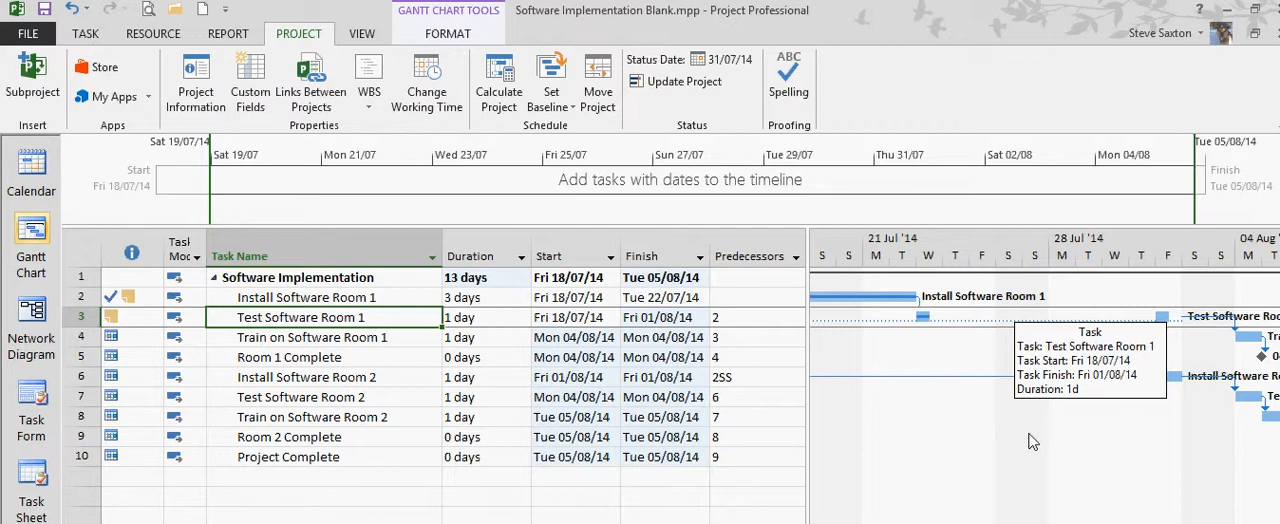 GANTT CHART TOOLS
Software Implementation Blank.mpp - Project Professional
?
FILE
TASK
RESOURCE
REPORT
PROJECT
VIEW
FORMAT
Steve Saxton
Subproject
Insert
Store
My Apps
Apps
Project
Information
Custom
Fields
Links Between
Projects
WBS
Change
Working Time
Properties
Calculate
Project
Set
Baseline
Move
Project
Schedule
Status Date:
31/07/14
Update Project
Status
ABC
Spelling
Proofing
Sat 19/07/14
Sat 19/07
Mon 21/07
Wed 23/07
Fri 25/07
Sun 27/07
Tue 29/07
Thu 31/07
Sat 02/08
Mon 04/08
Tue 05/08/14
Start
Fri 18/07/14
Add tasks with dates to the timeline
Finish
Tue 05/08/14
Calendar
Gantt
Chart
Network
Diagram
Task
Form
Task
Sheet
Task
Mod
Task Name
Duration
Start
Finish
Predecessors
1 Software Implementation 13 days Fri 18/07/14 Tue 05/08/14
2 Install Software Room 1 3 days Fri 18/07/14 Tue 22/07/14
3 Test Software Room 1 1 day Fri 18/07/14 Fri 01/08/14 2
4 Train on Software Room 1 1 day Mon 04/08/14 Mon 04/08/14 3
5 Room 1 Complete 0 days Mon 04/08/14 Mon 04/08/14 4
6 Install Software Room 2 1 day Fri 01/08/14 Fri 01/08/14 2SS
7 Test Software Room 2 1 day Mon 04/08/14 Mon 04/08/14 6
8 Train on Software Room 2 1 day Tue 05/08/14 Tue 05/08/14 7
9 Room 2 Complete 0 days Tue 05/08/14 Tue 05/08/14 8
10 Project Complete 0 days Tue 05/08/14 Tue 05/08/14 9
21 Jul '14
28 Jul '14
04 Aug '
S S M T W T F S S M T W T F S S M T
Install Software Room 1
Test Software Roo
Task
Task: Test Software Room 1
Task Start: Fri 18/07/14
Task Finish: Fri 01/08/14
Duration: 1d
Trai
04
Install Software R
Te